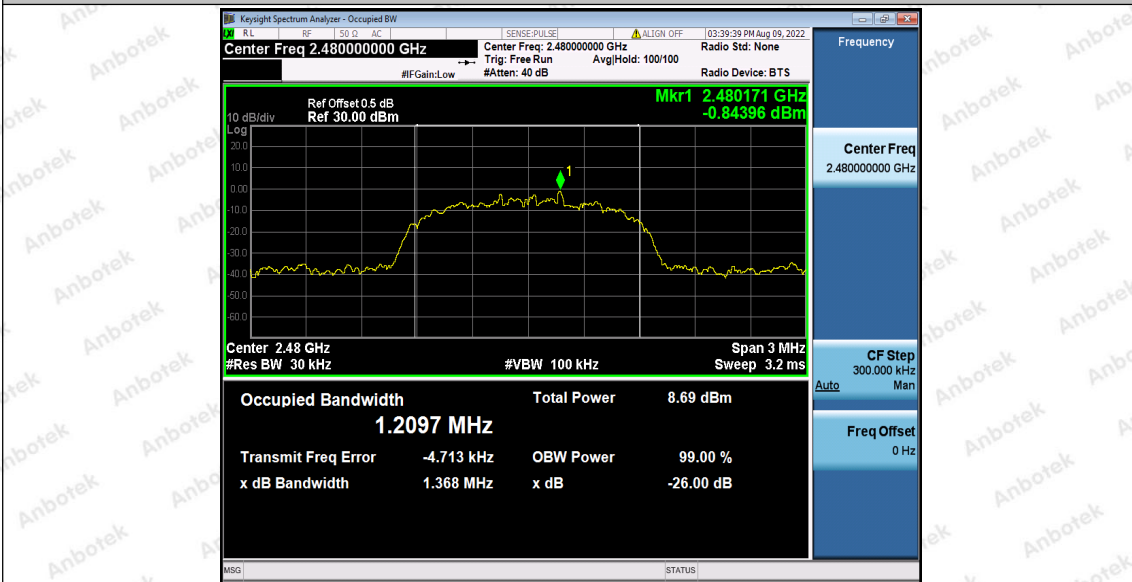 Keysight Spectrum Analyzer - Occupied BW
RL RF 50 Ω AC SENSE:PULSE ALIGN OFF 03:39:39 PM Aug 09, 2022
Center Freq 2.480000000 GHz
Center Freq: 2.480000000 GHz Radio Std: None
Trig: Free Run Avg|Hold: 100/100
#IFGain:Low #Atten: 40 dB Radio Device: BTS
Frequency
Mkr1 2.480171 GHz
-0.84396 dBm
Ref Offset 0.5 dB
10 dB/div Ref 30.00 dBm
Log
20.0
10.0
0.00
-10.0
-20.0
-30.0
-40.0
-50.0
-60.0
1
Center 2.48 GHz Span 3 MHz
#Res BW 30 kHz #VBW 100 kHz Sweep 3.2 ms
Center Freq
2.480000000 GHz
CF Step
300.000 kHz
Auto Man
Freq Offset
0 Hz
Occupied Bandwidth Total Power 8.69 dBm
1.2097 MHz
Transmit Freq Error -4.713 kHz OBW Power 99.00 %
x dB Bandwidth 1.368 MHz x dB -26.00 dB
MSG STATUS
Anbotek